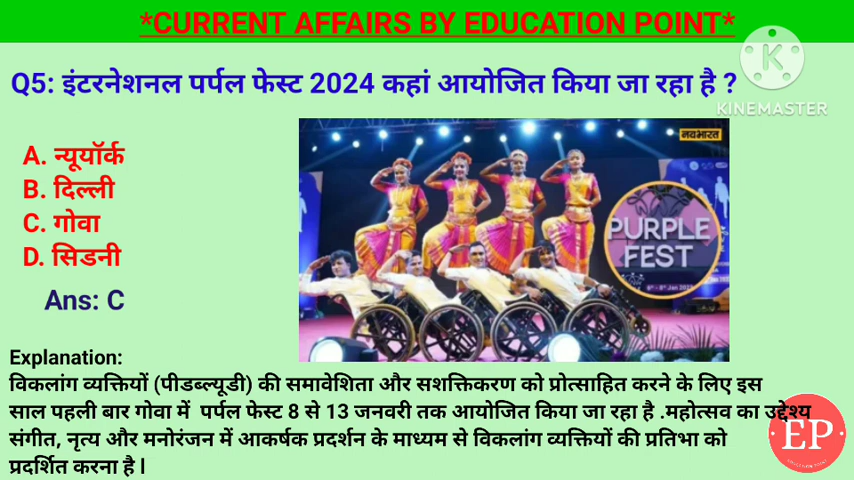 *CURRENT AFFAIRS BY EDUCATION POINT*
Q5: इंटरनेशनल पर्पल फेस्ट 2024 कहां आयोजित किया जा रहा है ?
KINEMASTER
A. न्यूयॉर्क
B. दिल्ली
C. गोवा
D. सिडनी
Ans: C
नवभारत
PURPLE
FEST
Explanation:
विकलांग व्यक्तियों (पीडब्ल्यूडी) की समावेशिता और सशक्तिकरण को प्रोत्साहित करने के लिए इस
साल पहली बार गोवा में पर्पल फेस्ट 8 से 13 जनवरी तक आयोजित किया जा रहा है .महोत्सव का उद्देश्य
संगीत, नृत्य और मनोरंजन में आकर्षक प्रदर्शन के माध्यम से विकलांग व्यक्तियों की प्रतिभा को
प्रदर्शित करना है l
EP